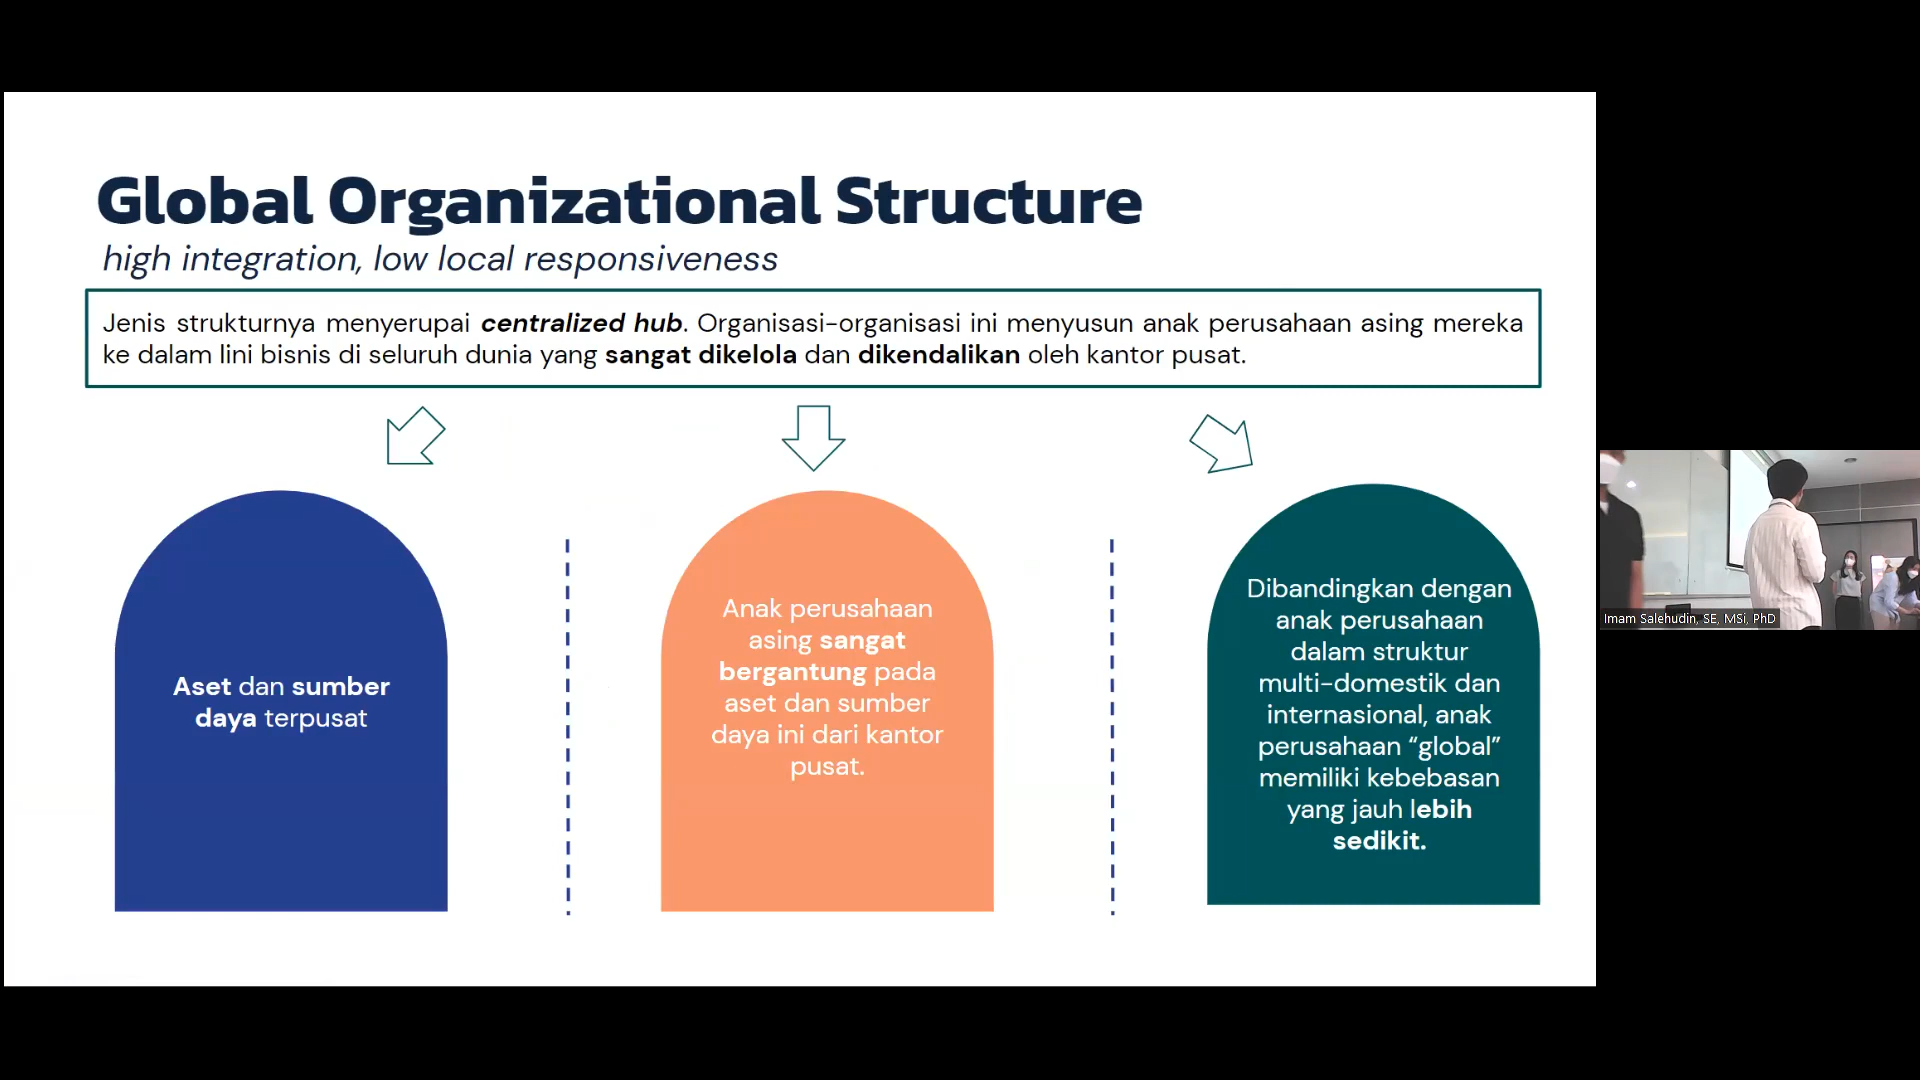 Global Organizational Structure
high integration, low local responsiveness
Jenis strukturnya menyerupai centralized hub. Organisasi-organisasi ini menyusun anak perusahaan asing mereka
ke dalam lini bisnis di seluruh dunia yang sangat dikelola dan dikendalikan oleh kantor pusat.
Aset dan sumber
daya terpusat
Anak perusahaan
asing sangat
bergantung pada
aset dan sumber
daya ini dari kantor
pusat.
Dibandingkan dengan
anak perusahaan
dalam struktur
multi-domestik dan
internasional, anak
perusahaan “global”
memiliki kebebasan
yang jauh lebih
sedikit.
Imam Salehudin, SE, MSi, PhD